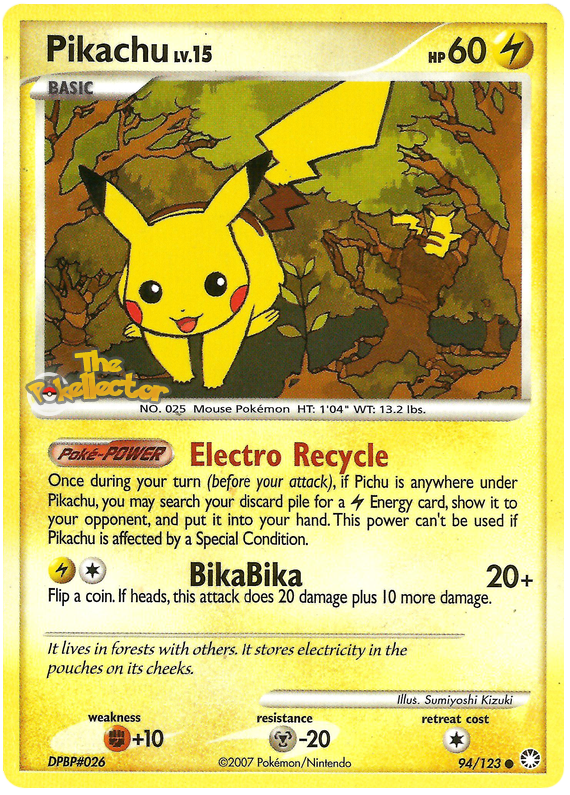 Pikachu LV.15 HP 60
BASIC
The
Pokellector
NO. 025 Mouse Pokémon HT: 1'04" WT: 13.2 lbs.
Poké-POWER Electro Recycle
Once during your turn (before your attack), if Pichu is anywhere under
Pikachu, you may search your discard pile for a Energy card, show it to
your opponent, and put it into your hand. This power can't be used if
Pikachu is affected by a Special Condition.
BikaBika 20+
Flip a coin. If heads, this attack does 20 damage plus 10 more damage.
It lives in forests with others. It stores electricity in the
pouches on its cheeks.
Illus. Sumiyoshi Kizuki
weakness resistance retreat cost
+10 -20
DPBP#026 ©2007 Pokémon/Nintendo 94/123